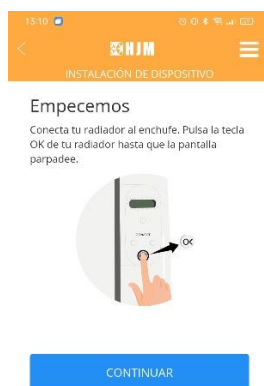 13:10
HJM
INSTALACIÓN DE DISPOSITIVO
Empecemos
Conecta tu radiador al enchufe. Pulsa la tecla
OK de tu radiador hasta que la pantalla
parpadee.
OK
CONTINUAR